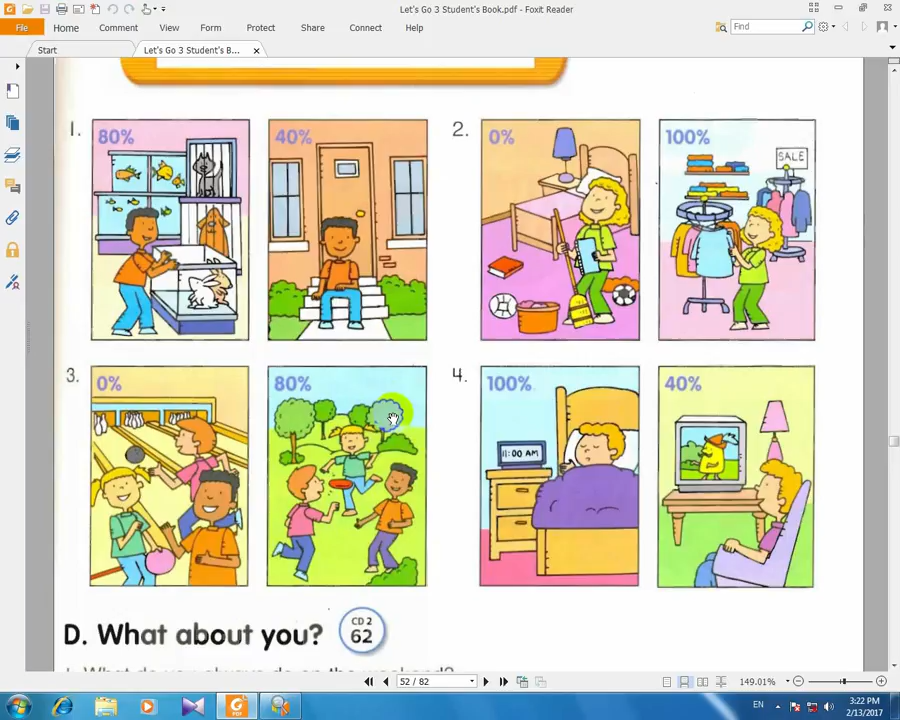 Let's Go 3 Student's Book.pdf - Foxit Reader
File Home Comment View Form Protect Share Connect Help
Find
Start Let's Go 3 Student's B...
1. 80% 40% 2. 0% 100%
SALE
3. 0% 80% 4. 100% 40%
11:00 AM
D. What about you? CD 2 62
52 / 82 149.01%
PDF EN 3:22 PM
2/13/2017